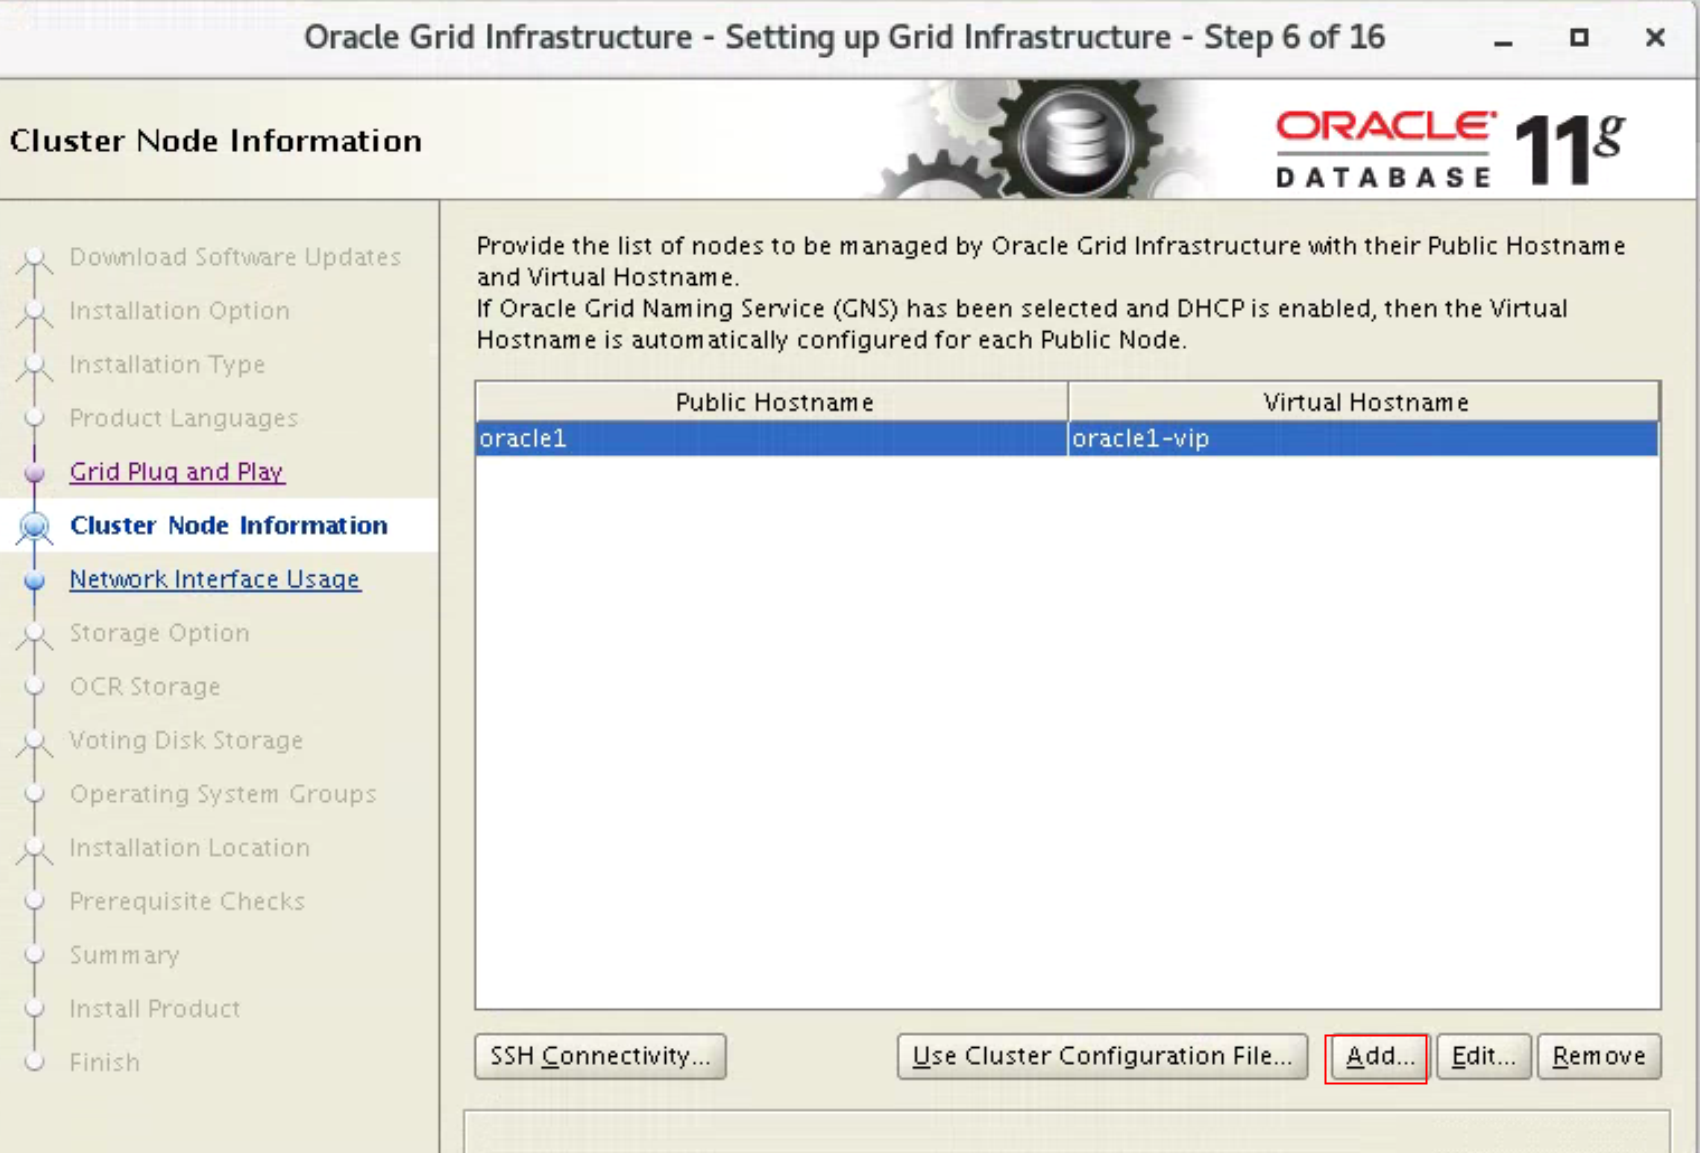 Oracle Grid Infrastructure - Setting up Grid Infrastructure - Step 6 of 16
Cluster Node Information
ORACLE
DATABASE
11g
Download Software Updates
Installation Option
Installation Type
Product Languages
Grid Plug and Play
Cluster Node Information
Network Interface Usage
Storage Option
OCR Storage
Voting Disk Storage
Operating System Groups
Installation Location
Prerequisite Checks
Summary
Install Product
Finish
Provide the list of nodes to be managed by Oracle Grid Infrastructure with their Public Hostname
and Virtual Hostname.
If Oracle Grid Naming Service (GNS) has been selected and DHCP is enabled, then the Virtual
Hostname is automatically configured for each Public Node.
Public Hostname Virtual Hostname
oracle1 oracle1-vip
SSH Connectivity... Use Cluster Configuration File... Add... Edit... Remove